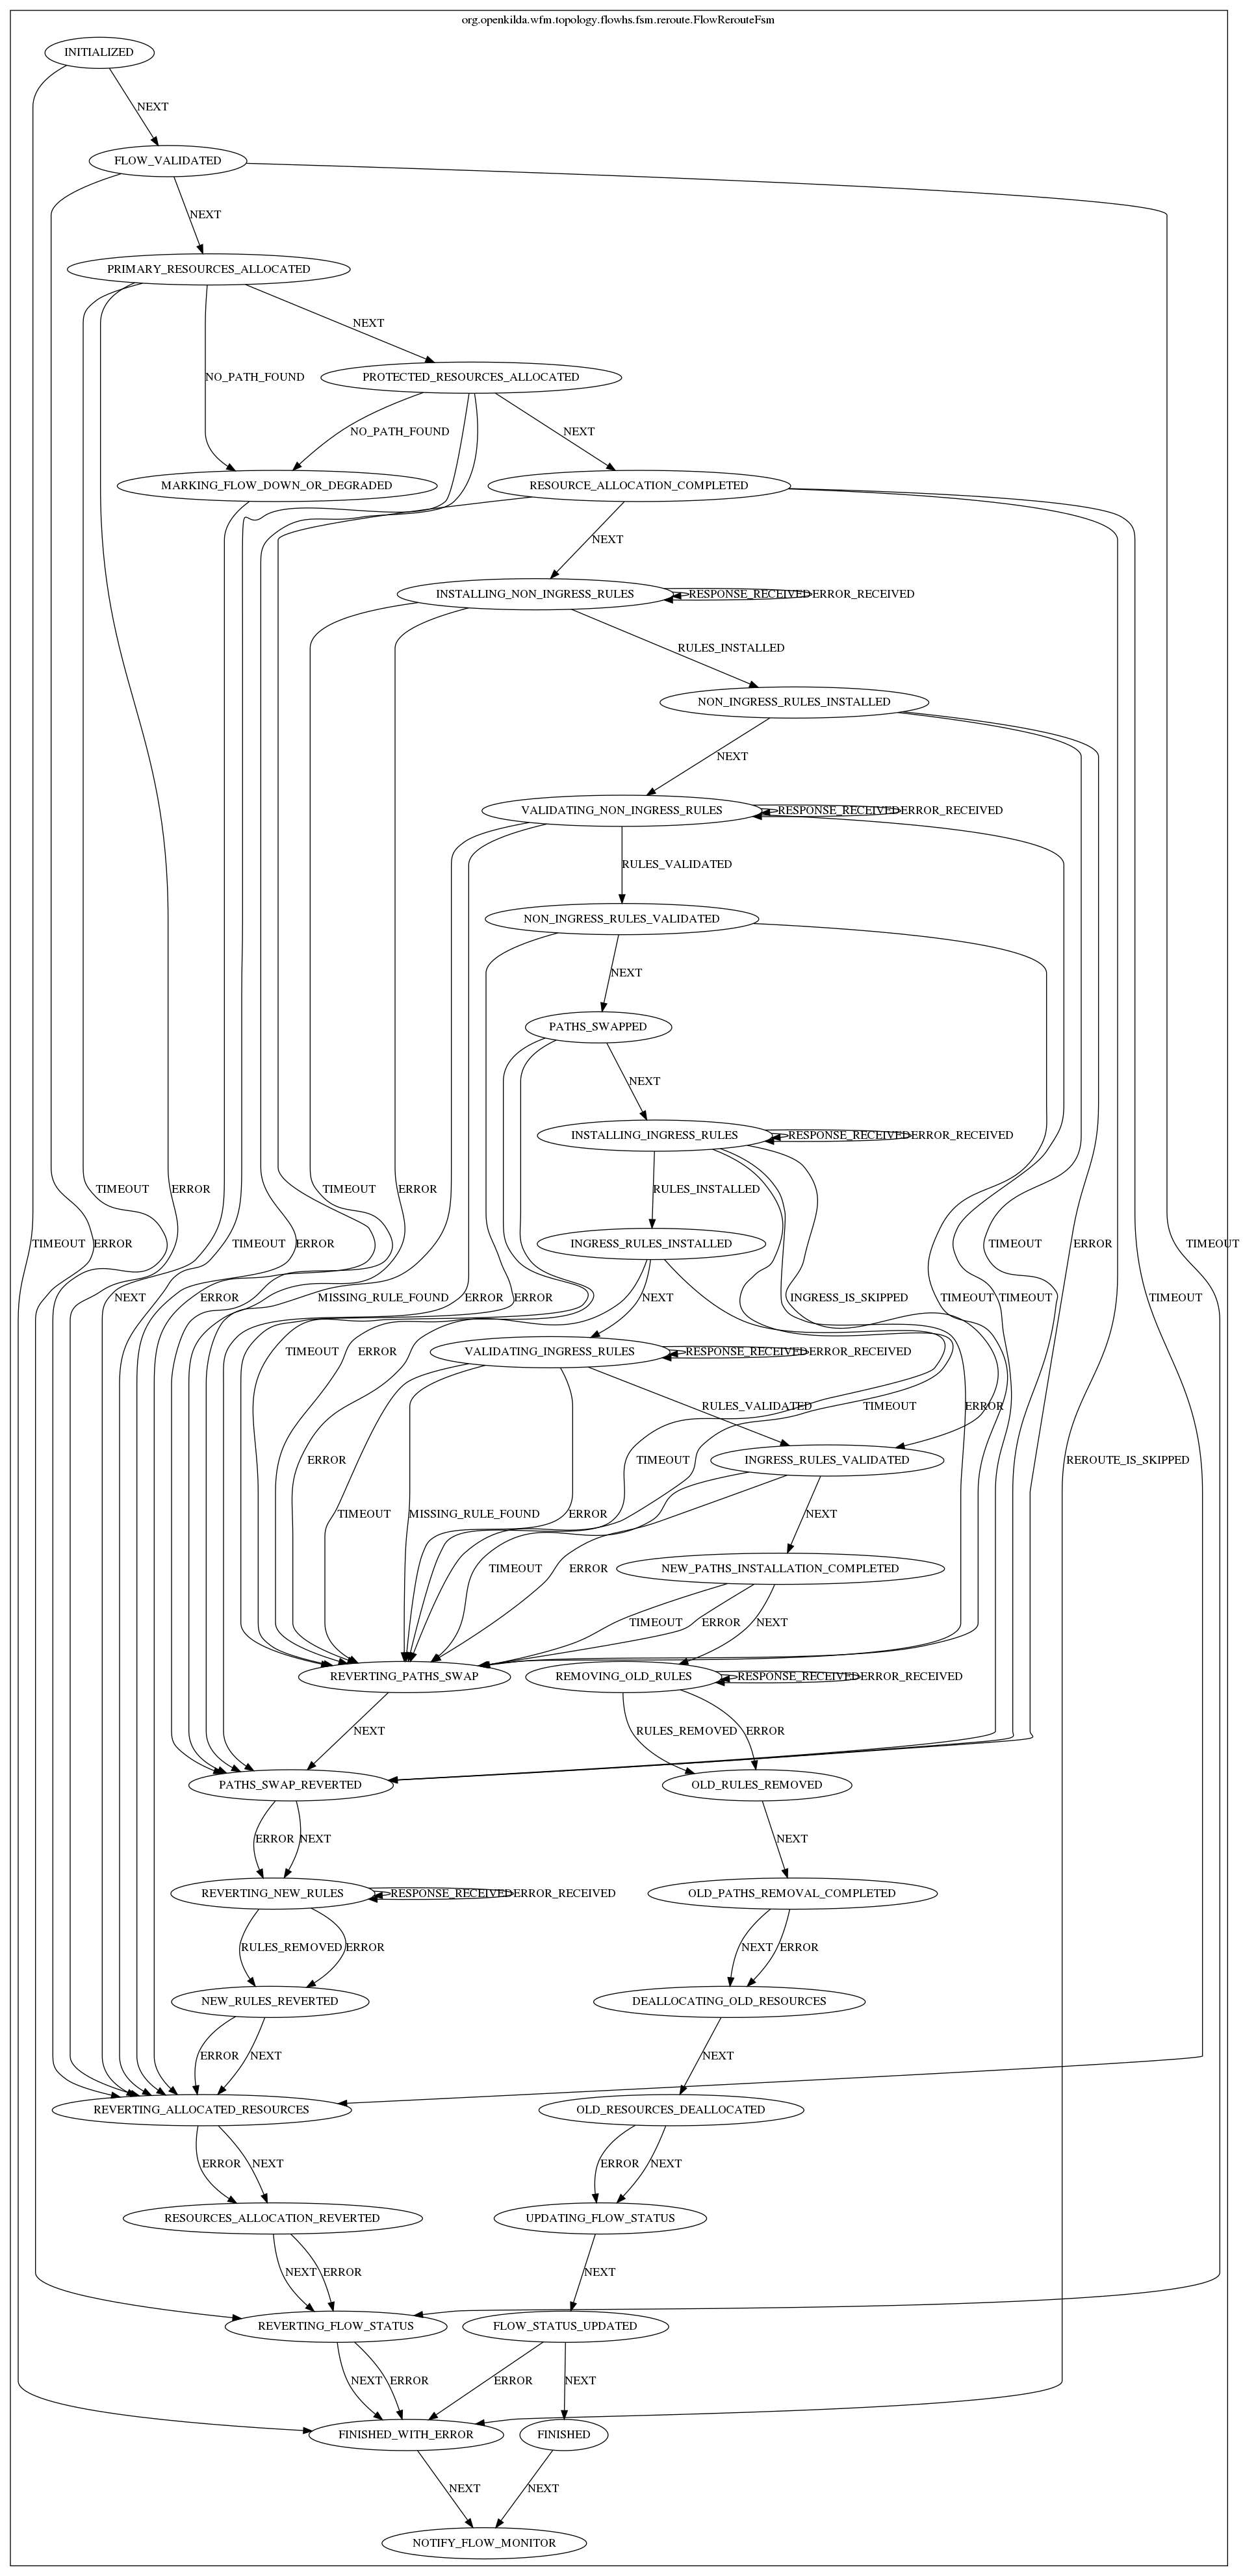 org.openkilda.wfm.topology.flowhs.fsm.reroute.FlowRerouteFsm
INITIALIZED
NEXT
FLOW_VALIDATED
NEXT
PRIMARY_RESOURCES_ALLOCATED
NEXT
NO_PATH_FOUND
PROTECTED_RESOURCES_ALLOCATED
NO_PATH_FOUND
NEXT
MARKING_FLOW_DOWN_OR_DEGRADED
RESOURCE_ALLOCATION_COMPLETED
NEXT
INSTALLING_NON_INGRESS_RULES
RESPONSE_RECEIVED
ERROR_RECEIVED
RULES_INSTALLED
NON_INGRESS_RULES_INSTALLED
NEXT
VALIDATING_NON_INGRESS_RULES
RESPONSE_RECEIVED
ERROR_RECEIVED
RULES_VALIDATED
NON_INGRESS_RULES_VALIDATED
NEXT
PATHS_SWAPPED
NEXT
INSTALLING_INGRESS_RULES
RESPONSE_RECEIVED
ERROR_RECEIVED
TIMEOUT
ERROR
TIMEOUT
ERROR
RULES_INSTALLED
INGRESS_RULES_INSTALLED
TIMEOUT
ERROR
TIMEOUT
ERROR
TIMEOUT
ERROR
TIMEOUT
NEXT
ERROR
MISSING_RULE_FOUND
ERROR
ERROR
NEXT
INGRESS_IS_SKIPPED
TIMEOUT
TIMEOUT
TIMEOUT
TIMEOUT
ERROR
VALIDATING_INGRESS_RULES
RESPONSE_RECEIVED
ERROR_RECEIVED
RULES_VALIDATED
TIMEOUT
ERROR
ERROR
TIMEOUT
INGRESS_RULES_VALIDATED
REROUTE_IS_SKIPPED
TIMEOUT
MISSING_RULE_FOUND
ERROR
NEXT
TIMEOUT
ERROR
NEW_PATHS_INSTALLATION_COMPLETED
TIMEOUT
ERROR
NEXT
REVERTING_PATHS_SWAP
REMOVING_OLD_RULES
RESPONSE_RECEIVED
ERROR_RECEIVED
NEXT
RULES_REMOVED
ERROR
PATHS_SWAP_REVERTED
OLD_RULES_REMOVED
ERROR
NEXT
NEXT
REVERTING_NEW_RULES
RESPONSE_RECEIVED
ERROR_RECEIVED
OLD_PATHS_REMOVAL_COMPLETED
RULES_REMOVED
ERROR
NEXT
ERROR
NEW_RULES_REVERTED
DEALLOCATING_OLD_RESOURCES
ERROR
NEXT
NEXT
REVERTING_ALLOCATED_RESOURCES
OLD_RESOURCES_DEALLOCATED
ERROR
NEXT
ERROR
NEXT
RESOURCES_ALLOCATION_REVERTED
UPDATING_FLOW_STATUS
NEXT
ERROR
NEXT
REVERTING_FLOW_STATUS
FLOW_STATUS_UPDATED
NEXT
ERROR
ERROR
NEXT
FINISHED_WITH_ERROR
FINISHED
NEXT
NEXT
NOTIFY_FLOW_MONITOR